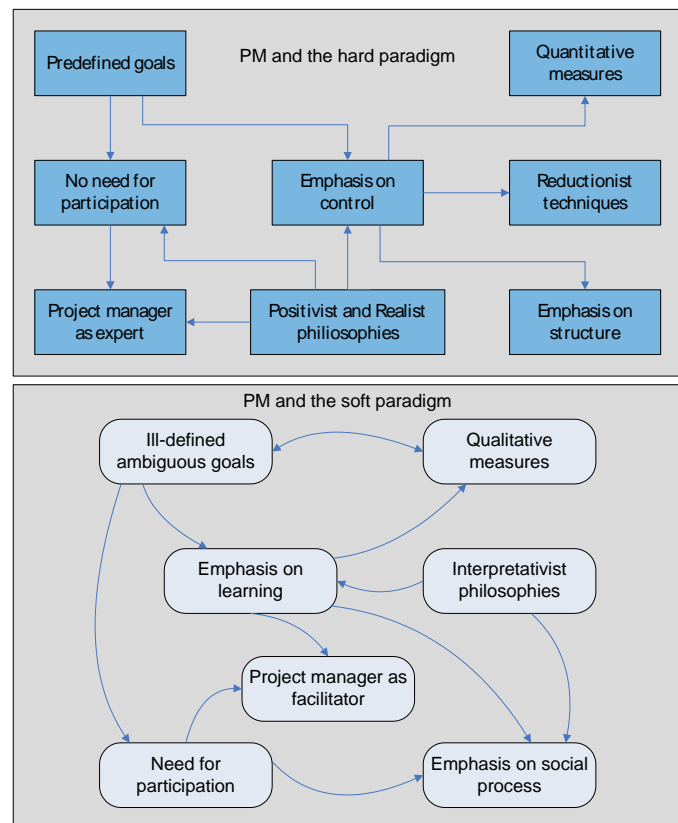 PM and the hard paradigm
Predefined goals
Quantitative
measures
No need for
participation
Emphasis on
control
Reductionist
techniques
Project manager
as expert
Positivist and Realist
philiosophies
Emphasis on
structure
PM and the soft paradigm
Ill-defined
ambiguous goals
Qualitative
measures
Emphasis on
learning
Interpretativist
philosophies
Project manager as
facilitator
Need for
participation
Emphasis on social
process